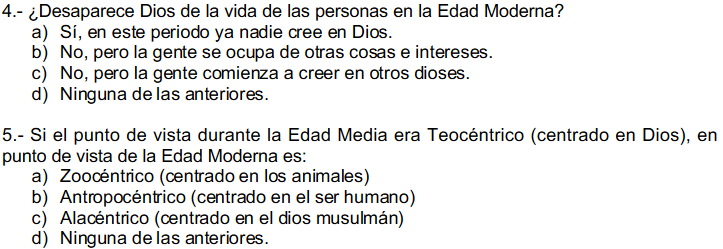 4.- ¿Desaparece Dios de la vida de las personas en la Edad Moderna?
a) Sí, en este periodo ya nadie cree en Dios.
b) No, pero la gente se ocupa de otras cosas e intereses.
c) No, pero la gente comienza a creer en otros dioses.
d) Ninguna de las anteriores.
5.- Si el punto de vista durante la Edad Media era Teocéntrico (centrado en Dios), en
punto de vista de la Edad Moderna es:
a) Zoocéntrico (centrado en los animales)
b) Antropocéntrico (centrado en el ser humano)
c) Alacéntrico (centrado en el dios musulmán)
d) Ninguna de las anteriores.